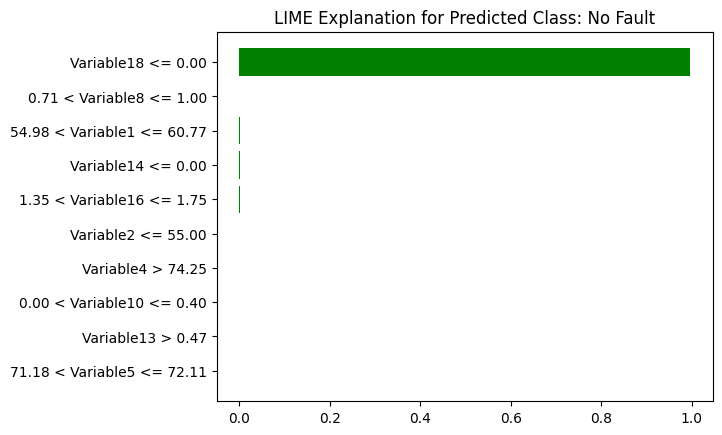 LIME Explanation for Predicted Class: No Fault
Variable18 <= 0.00
0.71 < Variable8 <= 1.00
54.98 < Variable1 <= 60.77
Variable14 <= 0.00
1.35 < Variable16 <= 1.75
Variable2 <= 55.00
Variable4 > 74.25
0.00 < Variable10 <= 0.40
Variable13 > 0.47
71.18 < Variable5 <= 72.11
0.0 0.2 0.4 0.6 0.8 1.0